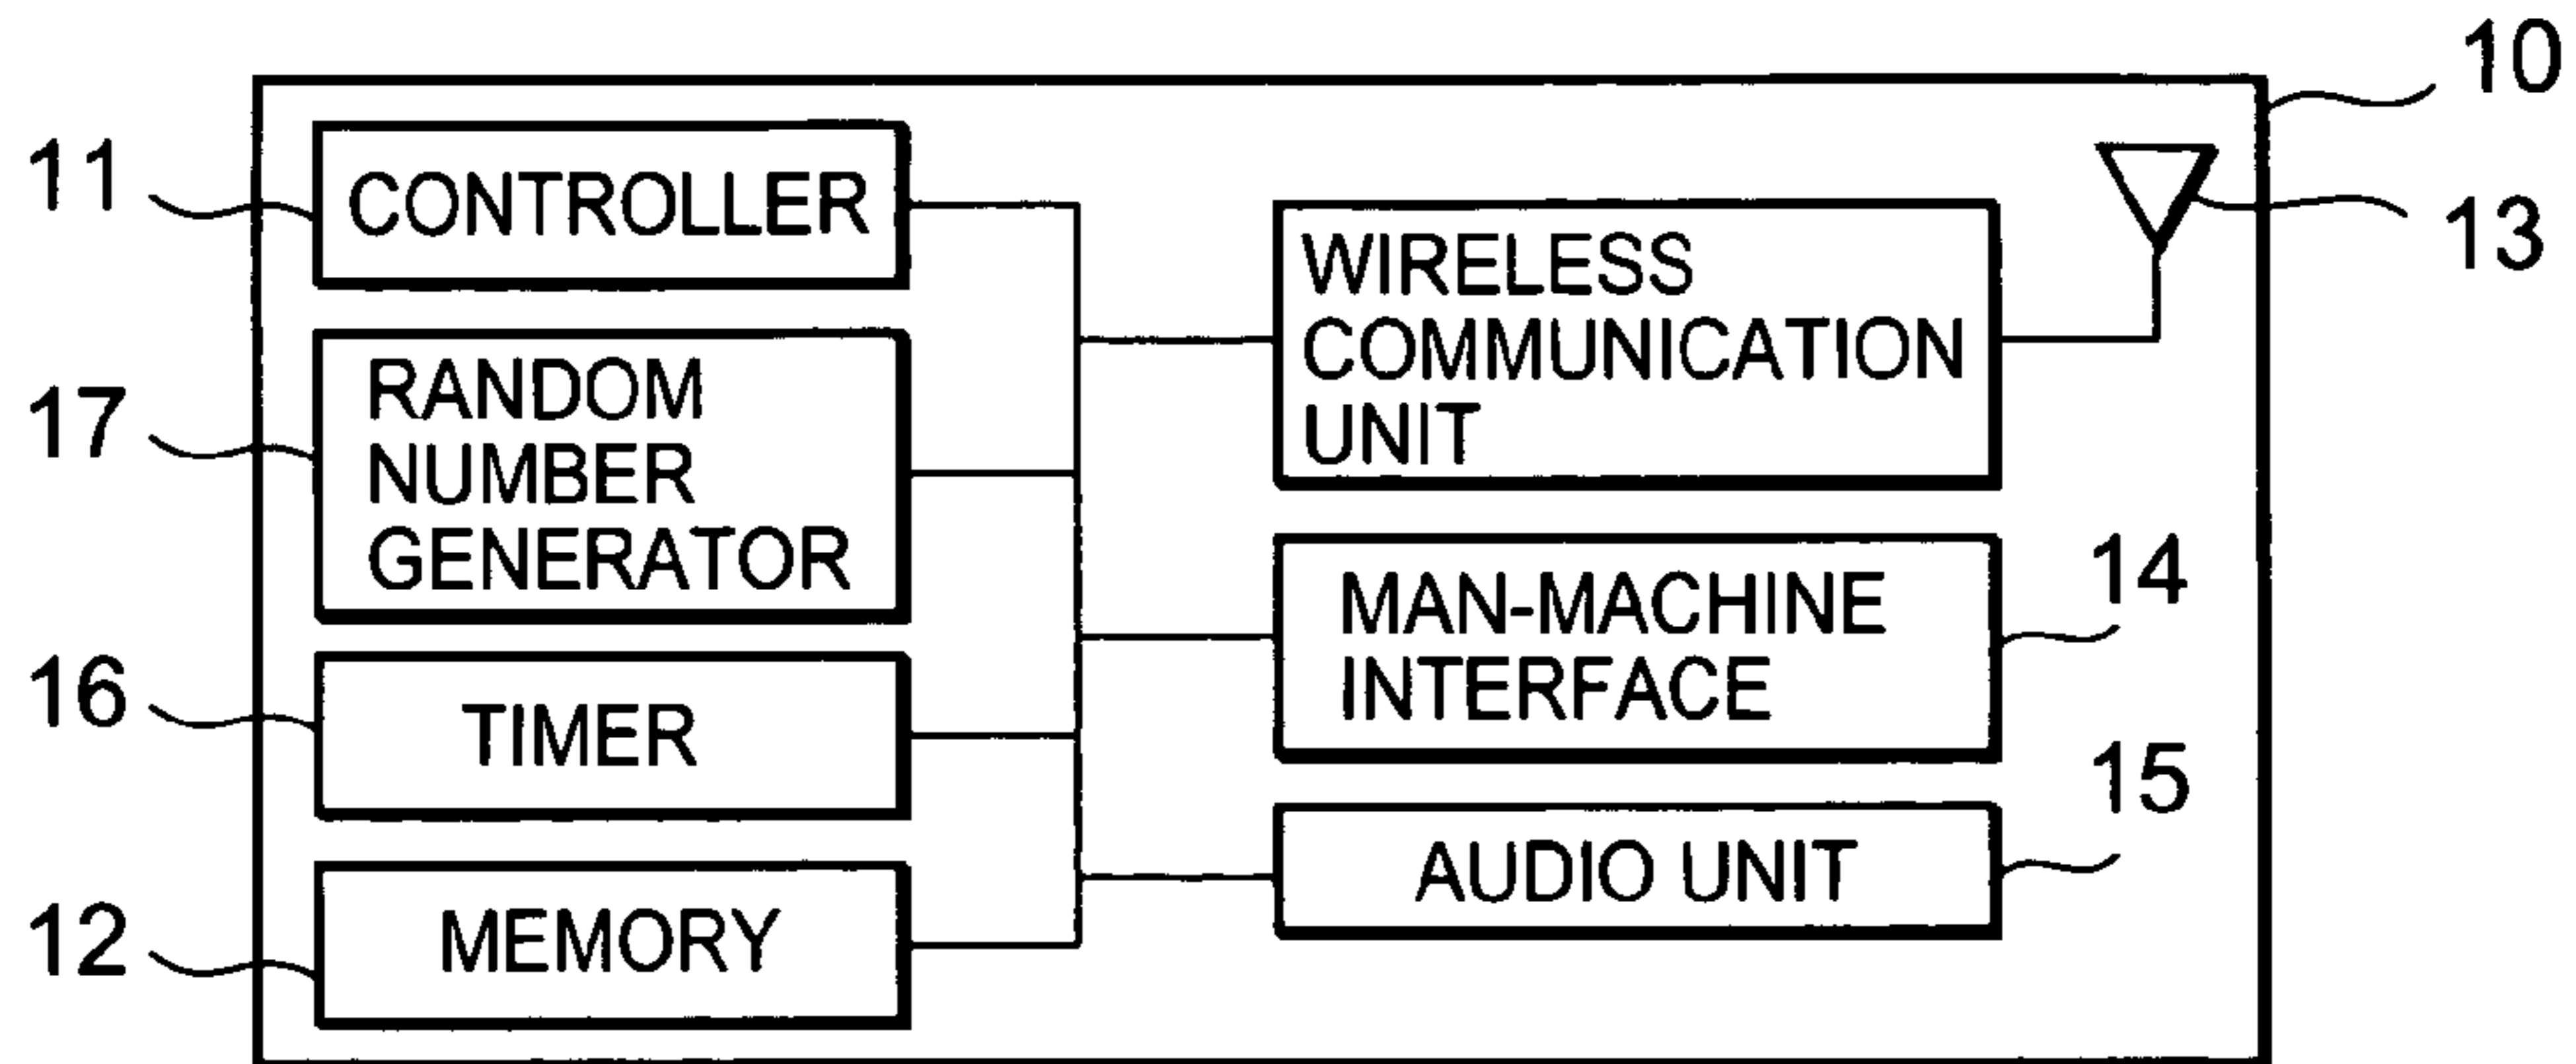 10
11
CONTROLLER
13
WIRELESS
COMMUNICATION
UNIT
17
RANDOM
NUMBER
GENERATOR
14
MAN-MACHINE
INTERFACE
16
TIMER
15
AUDIO UNIT
12
MEMORY